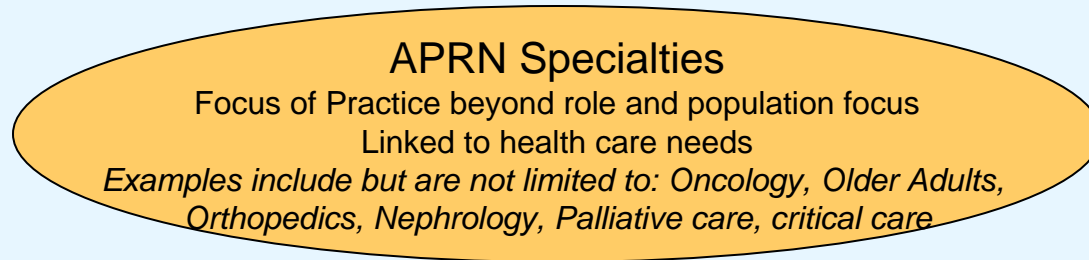 APRN Specialties
Focus of Practice beyond role and population focus
Linked to health care needs
Examples include but are not limited to: Oncology, Older Adults,
Orthopedics, Nephrology, Palliative care, critical care